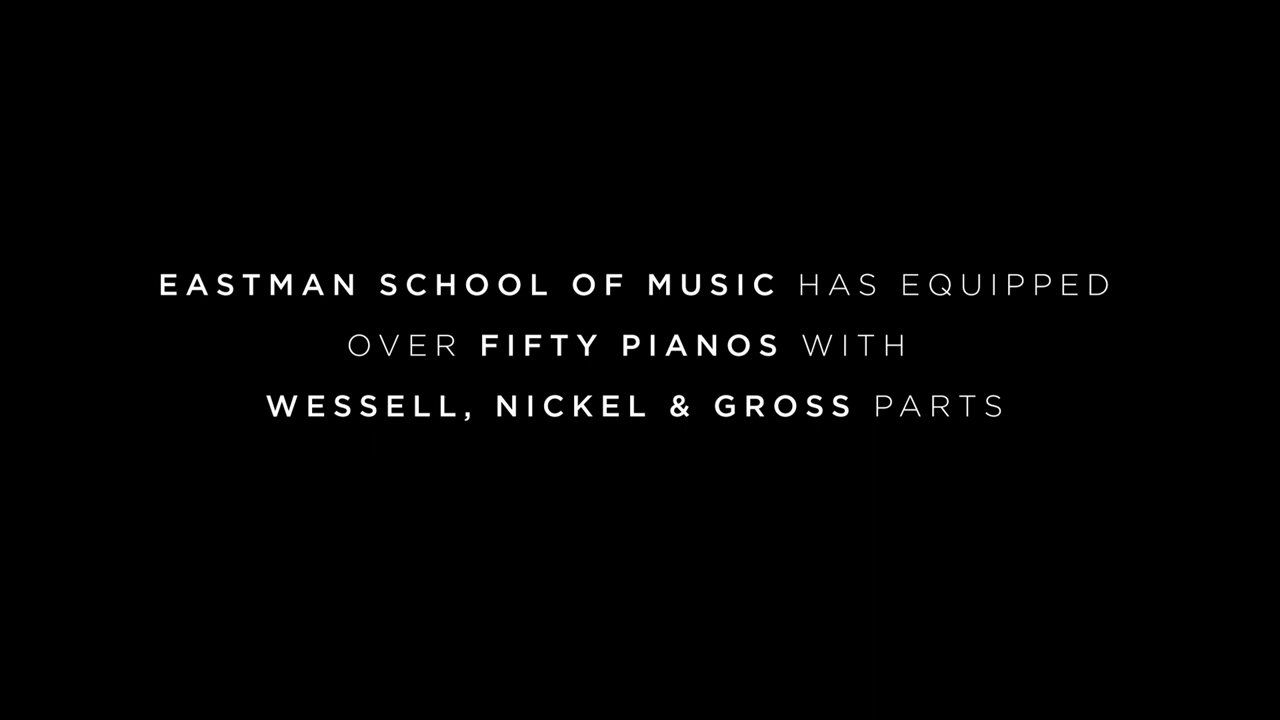 EASTMAN SCHOOL OF MUSIC HAS EQUIPPED
OVER FIFTY PIANOS WITH
WESSELL, NICKEL & GROSS PARTS